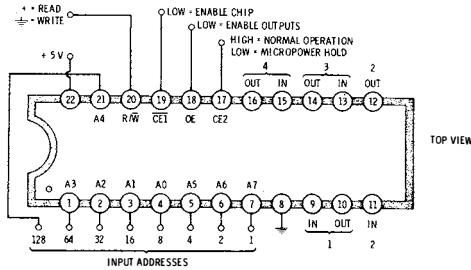 + = READ
= WRITE
LOW = ENABLE CHIP
LOW = ENABLE OUTPUTS
HIGH = NORMAL OPERATION
LOW = MICROPOWER HOLD
+ 5 V
4 3 2
OUT IN OUT IN OUT
22 21 20 19 18 17 16 15 14 13 12
A4 R/W CE1 OE CE2
TOP VIEW
A3 A2 A1 A0 A5 A6 A7
1 2 3 4 5 6 7 8 9 10 11
IN OUT IN
128 64 32 16 8 4 2 1 1 2
INPUT ADDRESSES